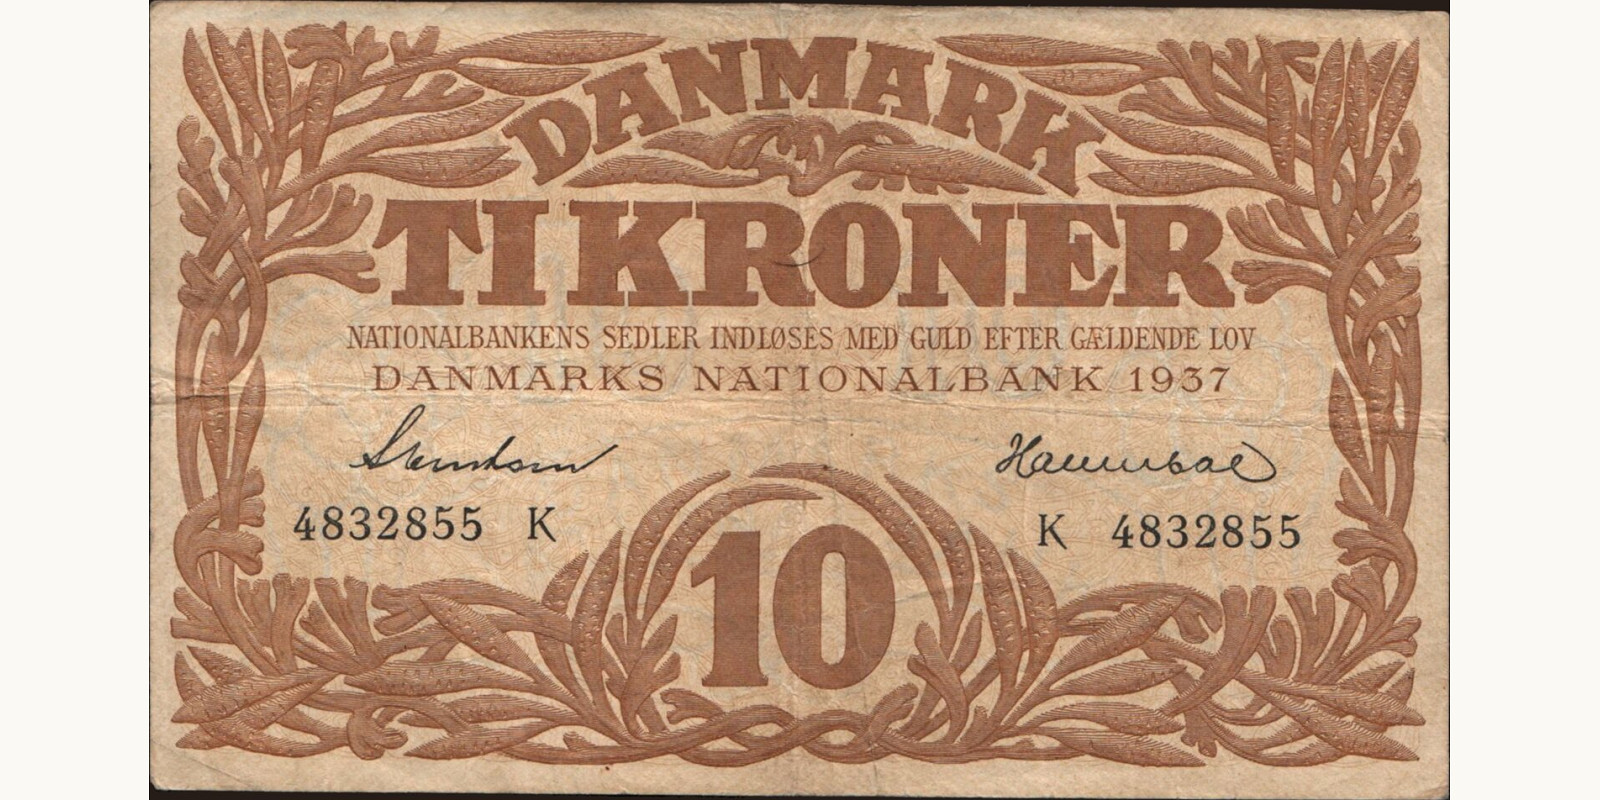 DANMARK
TI KRONER
NATIONALBANKENS SEDLER INDLØSES MED GULD EFTER GÆLDENDE LOV
DANMARKS NATIONALBANK 1937
4832855 K K 4832855
10